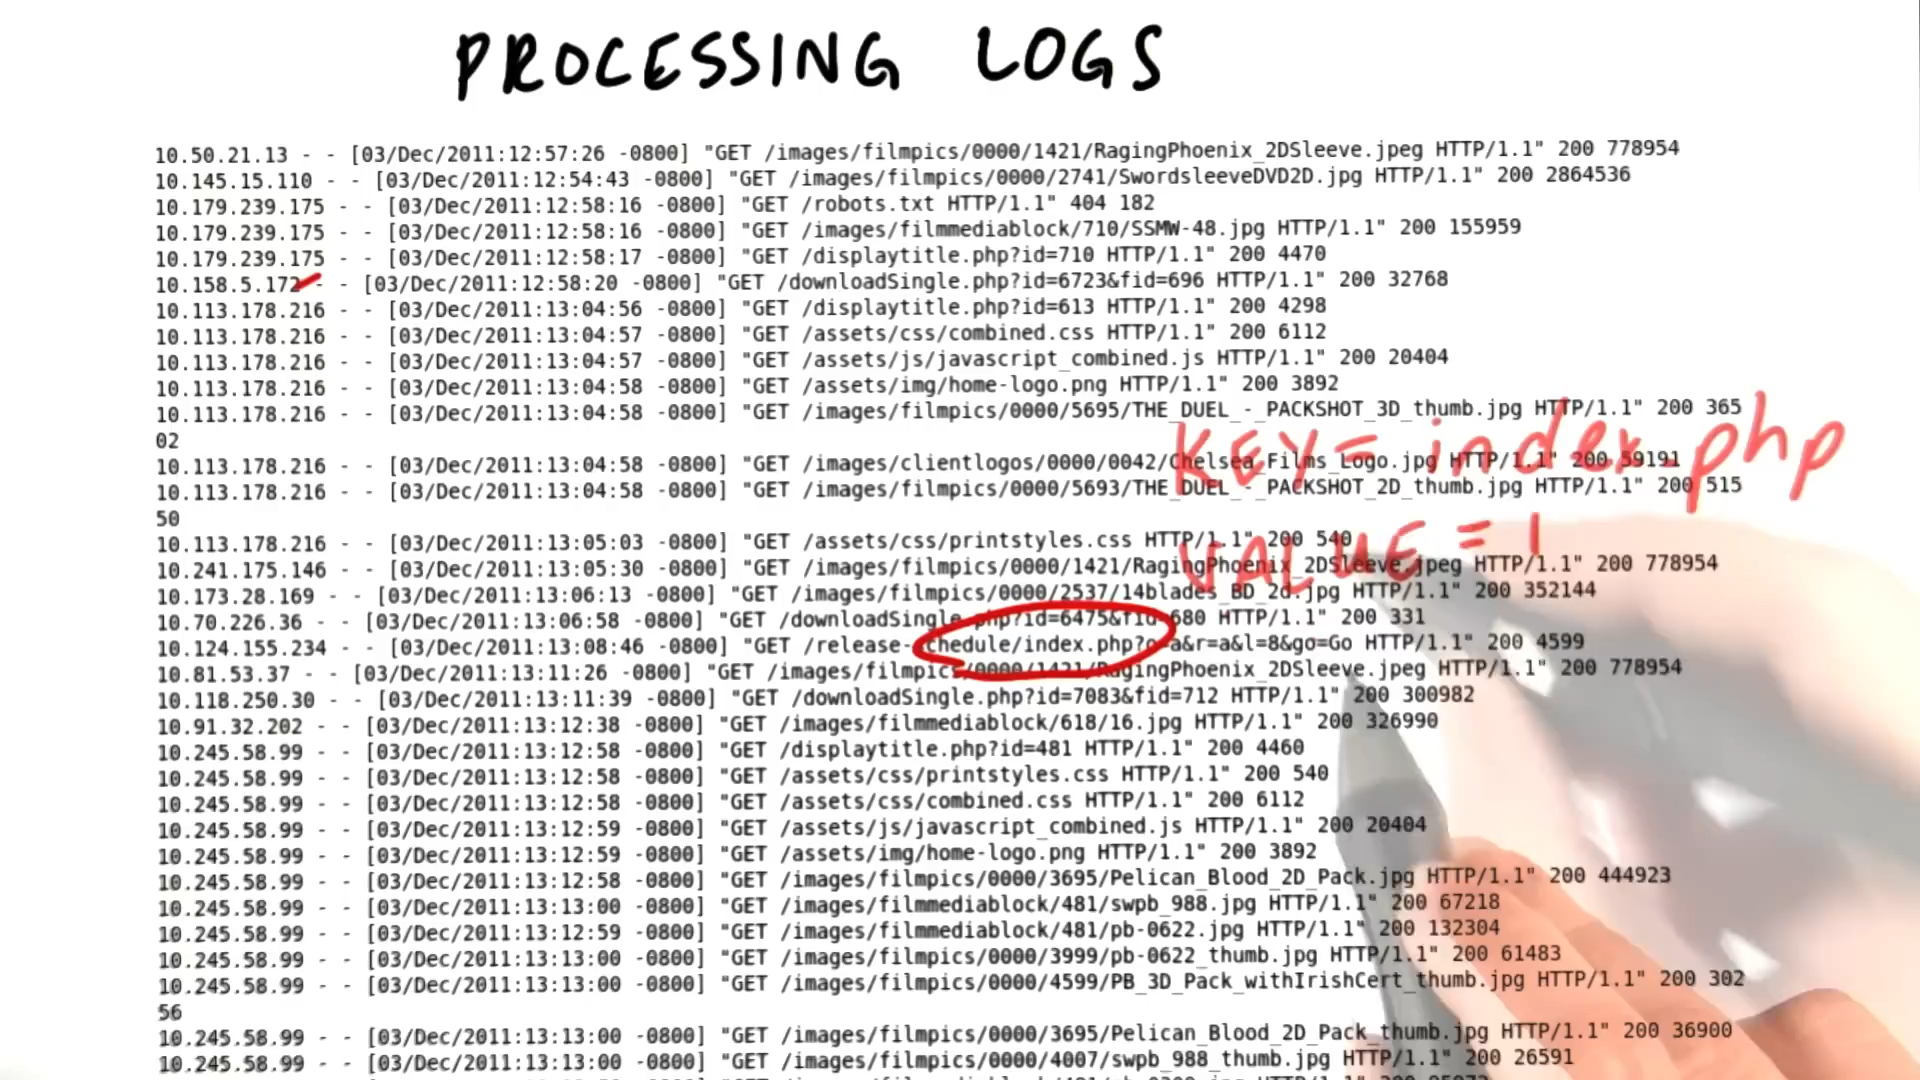 PROCESSING LOGS
10.50.21.13 - - [03/Dec/2011:12:57:26 -0800] "GET /images/filmpics/0000/1421/RagingPhoenix_2DSleeve.jpeg HTTP/1.1" 200 778954
10.145.15.110 - - [03/Dec/2011:12:54:43 -0800] "GET /images/filmpics/0000/2741/SwordsleeveDVD2D.jpg HTTP/1.1" 200 2864536
10.179.239.175 - - [03/Dec/2011:12:58:16 -0800] "GET /robots.txt HTTP/1.1" 404 182
10.179.239.175 - - [03/Dec/2011:12:58:16 -0800] "GET /images/filmmediablock/710/SSMW-48.jpg HTTP/1.1" 200 155959
10.179.239.175 - - [03/Dec/2011:12:58:17 -0800] "GET /displaytitle.php?id=710 HTTP/1.1" 200 4470
10.158.5.172 - - [03/Dec/2011:12:58:20 -0800] "GET /downloadSingle.php?id=6723&fid=696 HTTP/1.1" 200 32768
10.113.178.216 - - [03/Dec/2011:13:04:56 -0800] "GET /displaytitle.php?id=613 HTTP/1.1" 200 4298
10.113.178.216 - - [03/Dec/2011:13:04:57 -0800] "GET /assets/css/combined.css HTTP/1.1" 200 6112
10.113.178.216 - - [03/Dec/2011:13:04:57 -0800] "GET /assets/js/javascript_combined.js HTTP/1.1" 200 20404
10.113.178.216 - - [03/Dec/2011:13:04:58 -0800] "GET /assets/img/home-logo.png HTTP/1.1" 200 3892
10.113.178.216 - - [03/Dec/2011:13:04:58 -0800] "GET /images/filmpics/0000/5695/THE_DUEL_-_PACKSHOT_3D_thumb.jpg HTTP/1.1" 200 365
02
KEY = index.php
10.113.178.216 - - [03/Dec/2011:13:04:58 -0800] "GET /images/clientlogos/0000/0042/Chelsea_Films_Logo.jpg HTTP/1.1" 200 59191
10.113.178.216 - - [03/Dec/2011:13:04:58 -0800] "GET /images/filmpics/0000/5693/THE_DUEL_-_PACKSHOT_2D_thumb.jpg HTTP/1.1" 200 515
50
VALUE = 1
10.113.178.216 - - [03/Dec/2011:13:05:03 -0800] "GET /assets/css/printstyles.css HTTP/1.1" 200 540
10.241.175.146 - - [03/Dec/2011:13:05:30 -0800] "GET /images/filmpics/0000/1421/RagingPhoenix_2DSleeve.jpeg HTTP/1.1" 200 778954
10.173.28.169 - - [03/Dec/2011:13:06:13 -0800] "GET /images/filmpics/0000/2537/14blades_BD_2d.jpg HTTP/1.1" 200 352144
10.70.226.36 - - [03/Dec/2011:13:06:58 -0800] "GET /downloadSingle.php?id=6475&fid=680 HTTP/1.1" 200 331
10.124.155.234 - - [03/Dec/2011:13:08:46 -0800] "GET /release-schedule/index.php?o=a&r=a&l=8&go=Go HTTP/1.1" 200 4599
10.81.53.37 - - [03/Dec/2011:13:11:26 -0800] "GET /images/filmpics/0000/1421/RagingPhoenix_2DSleeve.jpeg HTTP/1.1" 200 778954
10.118.250.30 - - [03/Dec/2011:13:11:39 -0800] "GET /downloadSingle.php?id=7083&fid=712 HTTP/1.1" 200 300982
10.91.32.202 - - [03/Dec/2011:13:12:38 -0800] "GET /images/filmmediablock/618/16.jpg HTTP/1.1" 200 326990
10.245.58.99 - - [03/Dec/2011:13:12:58 -0800] "GET /displaytitle.php?id=481 HTTP/1.1" 200 4460
10.245.58.99 - - [03/Dec/2011:13:12:58 -0800] "GET /assets/css/printstyles.css HTTP/1.1" 200 540
10.245.58.99 - - [03/Dec/2011:13:12:58 -0800] "GET /assets/css/combined.css HTTP/1.1" 200 6112
10.245.58.99 - - [03/Dec/2011:13:12:59 -0800] "GET /assets/js/javascript_combined.js HTTP/1.1" 200 20404
10.245.58.99 - - [03/Dec/2011:13:12:59 -0800] "GET /assets/img/home-logo.png HTTP/1.1" 200 3892
10.245.58.99 - - [03/Dec/2011:13:12:58 -0800] "GET /images/filmpics/0000/3695/Pelican_Blood_2D_Pack.jpg HTTP/1.1" 200 444923
10.245.58.99 - - [03/Dec/2011:13:13:00 -0800] "GET /images/filmmediablock/481/swpb_988.jpg HTTP/1.1" 200 67218
10.245.58.99 - - [03/Dec/2011:13:12:59 -0800] "GET /images/filmmediablock/481/pb-0622.jpg HTTP/1.1" 200 132304
10.245.58.99 - - [03/Dec/2011:13:13:00 -0800] "GET /images/filmpics/0000/3999/pb-0622_thumb.jpg HTTP/1.1" 200 61483
10.245.58.99 - - [03/Dec/2011:13:13:00 -0800] "GET /images/filmpics/0000/4599/PB_3D_Pack_withIrishCert_thumb.jpg HTTP/1.1" 200 302
56
10.245.58.99 - - [03/Dec/2011:13:13:00 -0800] "GET /images/filmpics/0000/3695/Pelican_Blood_2D_Pack_thumb.jpg HTTP/1.1" 200 36900
10.245.58.99 - - [03/Dec/2011:13:13:00 -0800] "GET /images/filmpics/0000/4007/swpb_988_thumb.jpg HTTP/1.1" 200 26591